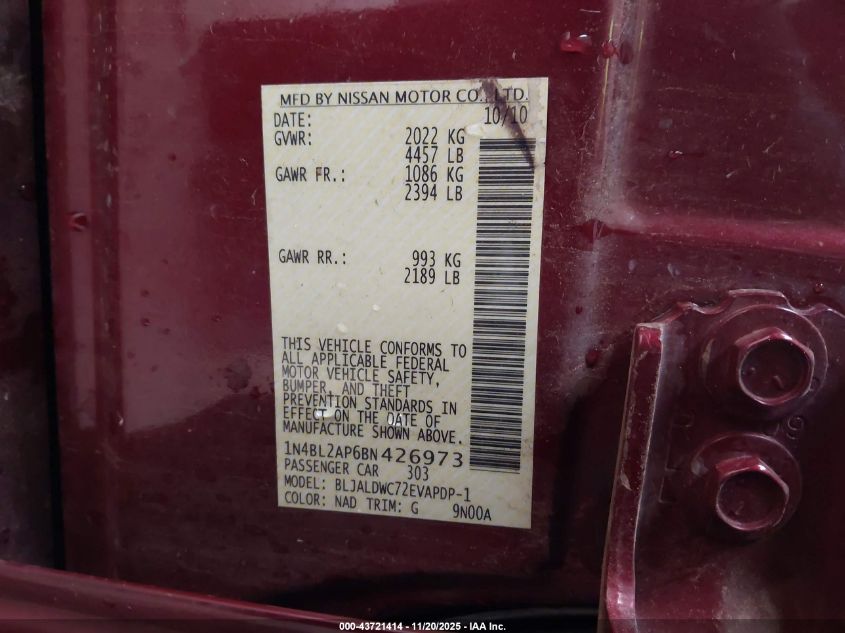 MFD BY NISSAN MOTOR CO., LTD.
DATE: 10/10
GVWR: 2022 KG
4457 LB
GAWR FR.: 1086 KG
2394 LB
GAWR RR.: 993 KG
2189 LB
THIS VEHICLE CONFORMS TO
ALL APPLICABLE FEDERAL
MOTOR VEHICLE SAFETY,
BUMPER, AND THEFT
PREVENTION STANDARDS IN
EFFECT ON THE DATE OF
MANUFACTURE SHOWN ABOVE.
1N4BL2AP6BN426973
PASSENGER CAR 303
MODEL: BLJALDWC72EVAPDP-1
COLOR: NAD TRIM: G 9N00A
000-43721414 - 11/20/2025 - IAA Inc.